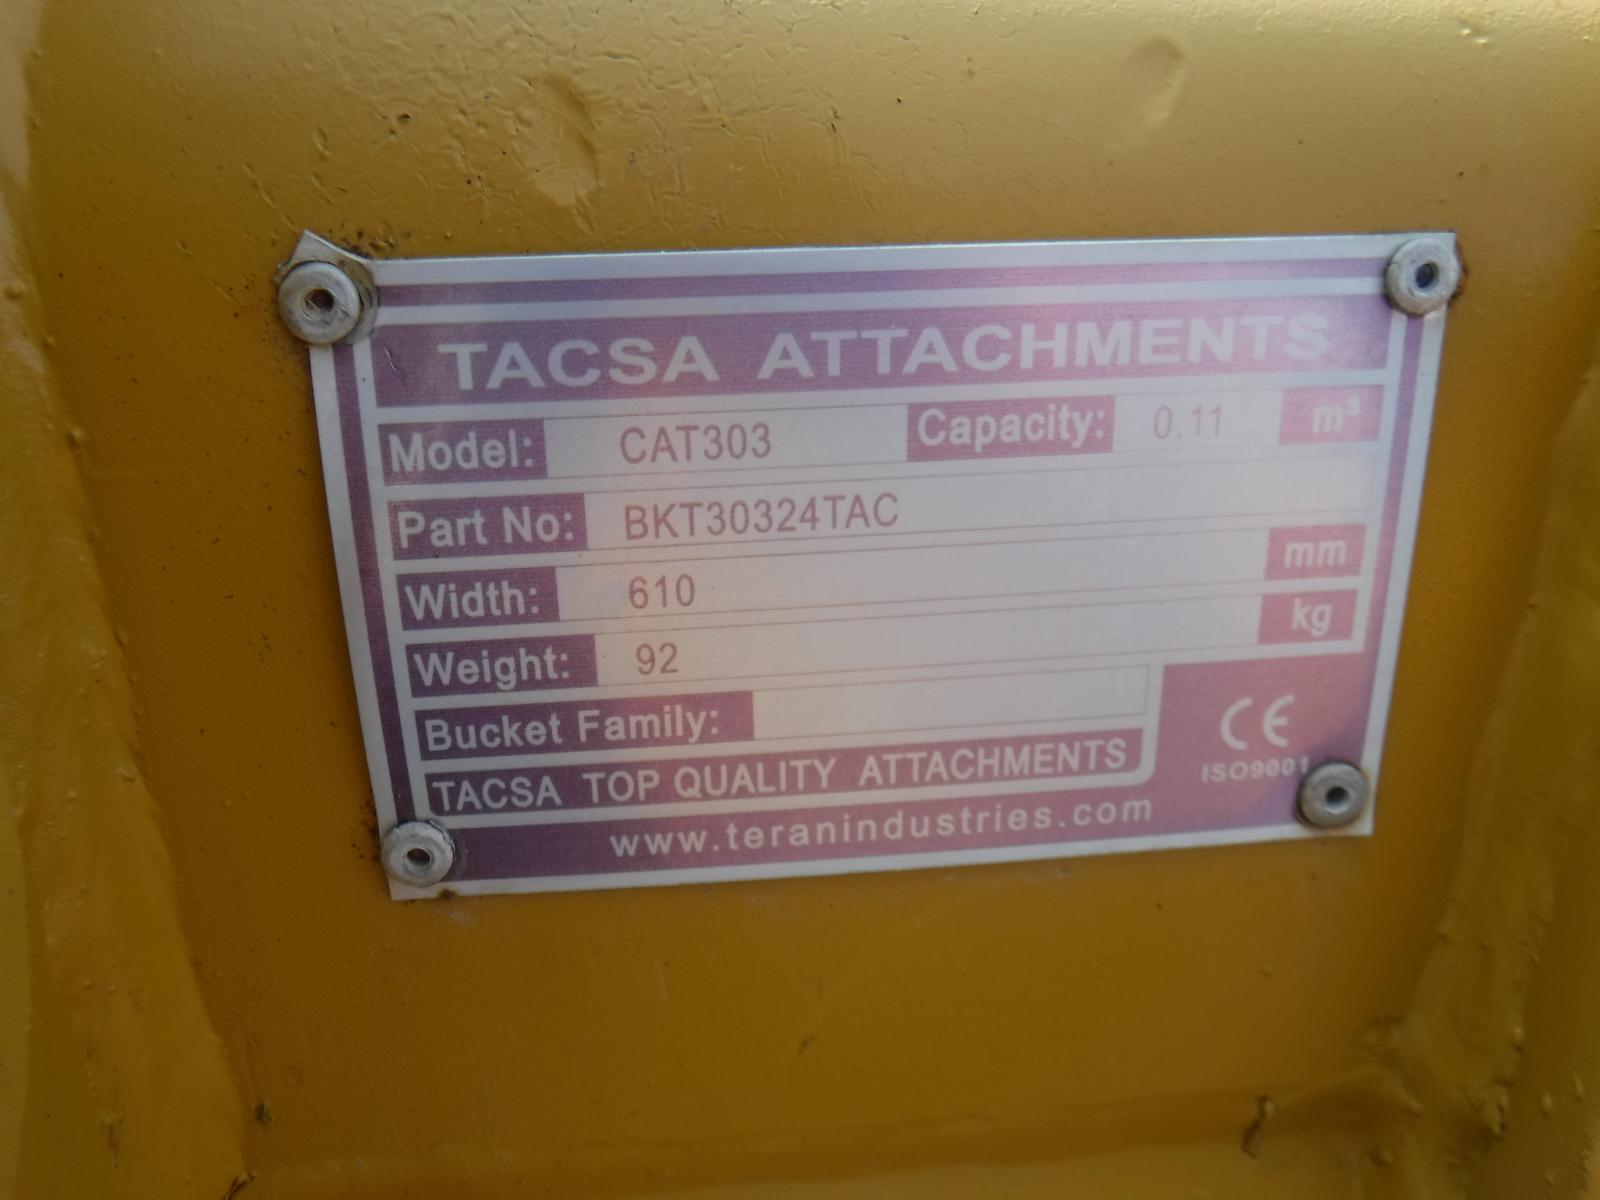 TACSA ATTACHMENTS
Model: CAT303 Capacity: 0.11 m³
Part No: BKT30324TAC
Width: 610 mm
Weight: 92 kg
Bucket Family:
TACSA TOP QUALITY ATTACHMENTS
CE
ISO9001
www.teranindustries.com